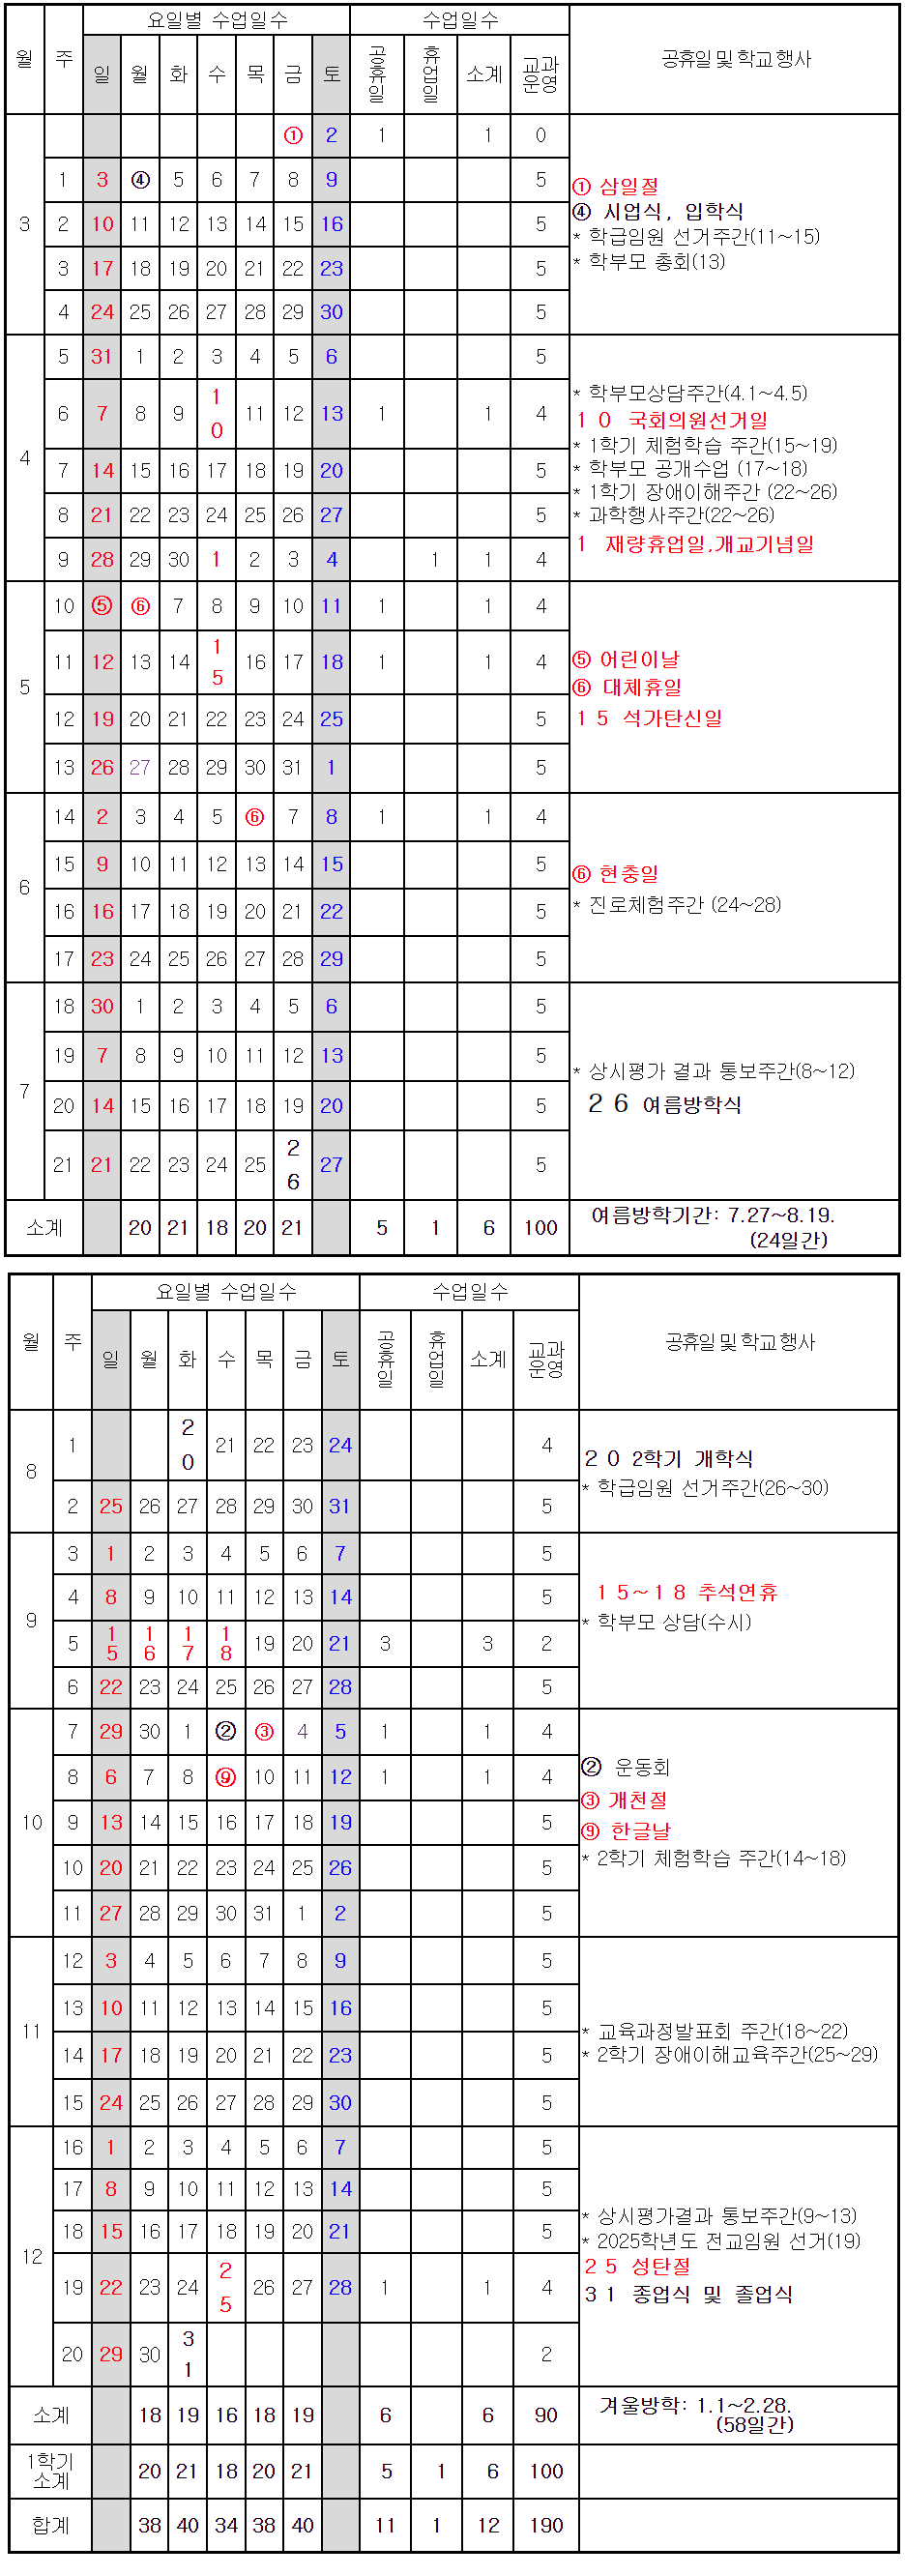 월 주 요일별 수업일수 수업일수 공휴일 및 학교 행사
일 월 화 수 목 금 토 공휴일 휴업일 소계 교과운영
3 ① 2 1 1 0
1 3 ④ 5 6 7 8 9 5
2 10 11 12 13 14 15 16 5
3 17 18 19 20 21 22 23 5
4 24 25 26 27 28 29 30 5
① 삼일절
④ 시업식, 입학식
* 학급임원 선거주간(11~15)
* 학부모 총회(13)
4 5 31 1 2 3 4 5 6 5
6 7 8 9 10 11 12 13 1 1 4
7 14 15 16 17 18 19 20 5
8 21 22 23 24 25 26 27 5
9 28 29 30 1 2 3 4 1 1 4
* 학부모상담주간(4.1~4.5)
10 국회의원선거일
* 1학기 체험학습 주간(15~19)
* 학부모 공개수업 (17~18)
* 1학기 장애이해주간 (22~26)
* 과학행사주간(22~26)
1 재량휴업일,개교기념일
5 10 ⑤ ⑥ 7 8 9 10 11 1 1 4
11 12 13 14 15 16 17 18 1 1 4
12 19 20 21 22 23 24 25 5
13 26 27 28 29 30 31 1 5
⑤ 어린이날
⑥ 대체휴일
15 석가탄신일
6 14 2 3 4 5 ⑥ 7 8 1 1 4
15 9 10 11 12 13 14 15 5
16 16 17 18 19 20 21 22 5
17 23 24 25 26 27 28 29 5
⑥ 현충일
* 진로체험주간 (24~28)
7 18 30 1 2 3 4 5 6 5
19 7 8 9 10 11 12 13 5
20 14 15 16 17 18 19 20 5
21 21 22 23 24 25 26 27 5
* 상시평가 결과 통보주간(8~12)
26 여름방학식
소계 20 21 18 20 21 5 1 6 100
여름방학기간: 7.27~8.19.
(24일간)
월 주 요일별 수업일수 수업일수 공휴일 및 학교 행사
일 월 화 수 목 금 토 공휴일 휴업일 소계 교과운영
8 1 20 21 22 23 24 4
2 25 26 27 28 29 30 31 5
20 2학기 개학식
* 학급임원 선거주간(26~30)
9 3 1 2 3 4 5 6 7 5
4 8 9 10 11 12 13 14 5
5 15 16 17 18 19 20 21 3 3 2
6 22 23 24 25 26 27 28 5
15~18 추석연휴
* 학부모 상담(수시)
10 7 29 30 1 ② ③ 4 5 1 1 4
8 6 7 8 ⑨ 10 11 12 1 1 4
9 13 14 15 16 17 18 19 5
10 20 21 22 23 24 25 26 5
11 27 28 29 30 31 1 2 5
② 운동회
③ 개천절
⑨ 한글날
* 2학기 체험학습 주간(14~18)
11 12 3 4 5 6 7 8 9 5
13 10 11 12 13 14 15 16 5
14 17 18 19 20 21 22 23 5
15 24 25 26 27 28 29 30 5
* 교육과정발표회 주간(18~22)
* 2학기 장애이해교육주간(25~29)
12 16 1 2 3 4 5 6 7 5
17 8 9 10 11 12 13 14 5
18 15 16 17 18 19 20 21 5
19 22 23 24 25 26 27 28 1 1 4
20 29 30 31 2
* 상시평가결과 통보주간(9~13)
* 2025학년도 전교임원 선거(19)
25 성탄절
31 종업식 및 졸업식
소계 18 19 16 18 19 6 6 90
겨울방학: 1.1~2.28.
(58일간)
1학기 소계 20 21 18 20 21 5 1 6 100
합계 38 40 34 38 40 11 1 12 190